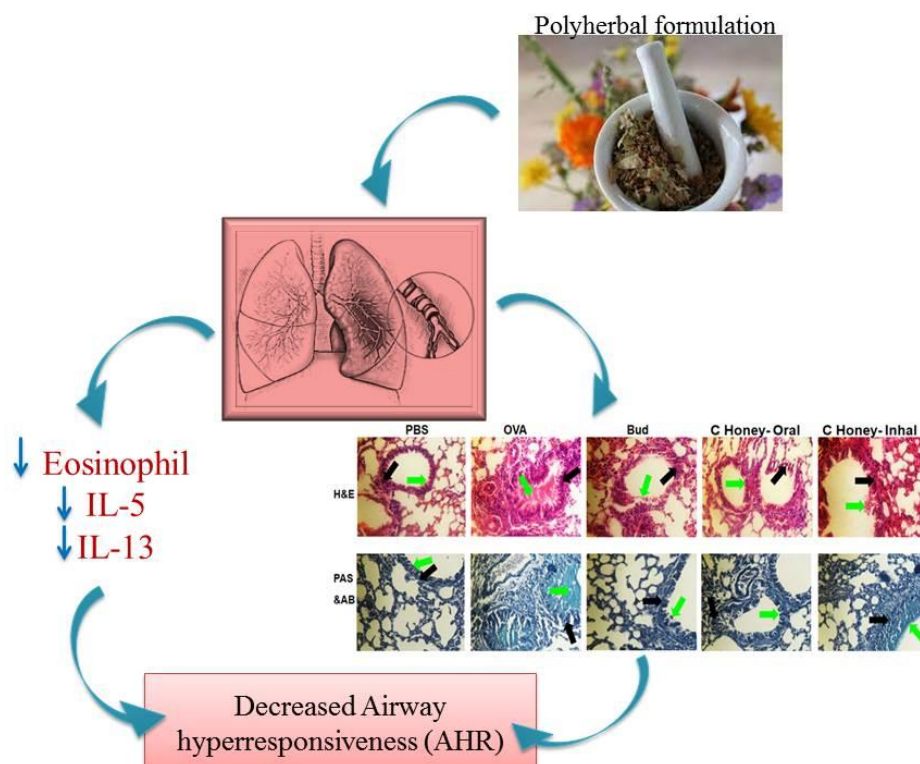 Polyherbal formulation
Eosinophil
IL-5
IL-13
PBS
OVA
Bud
C Honey- Oral
C Honey- Inhal
H&E
PAS
&AB
Decreased Airway
hyperresponsiveness (AHR)